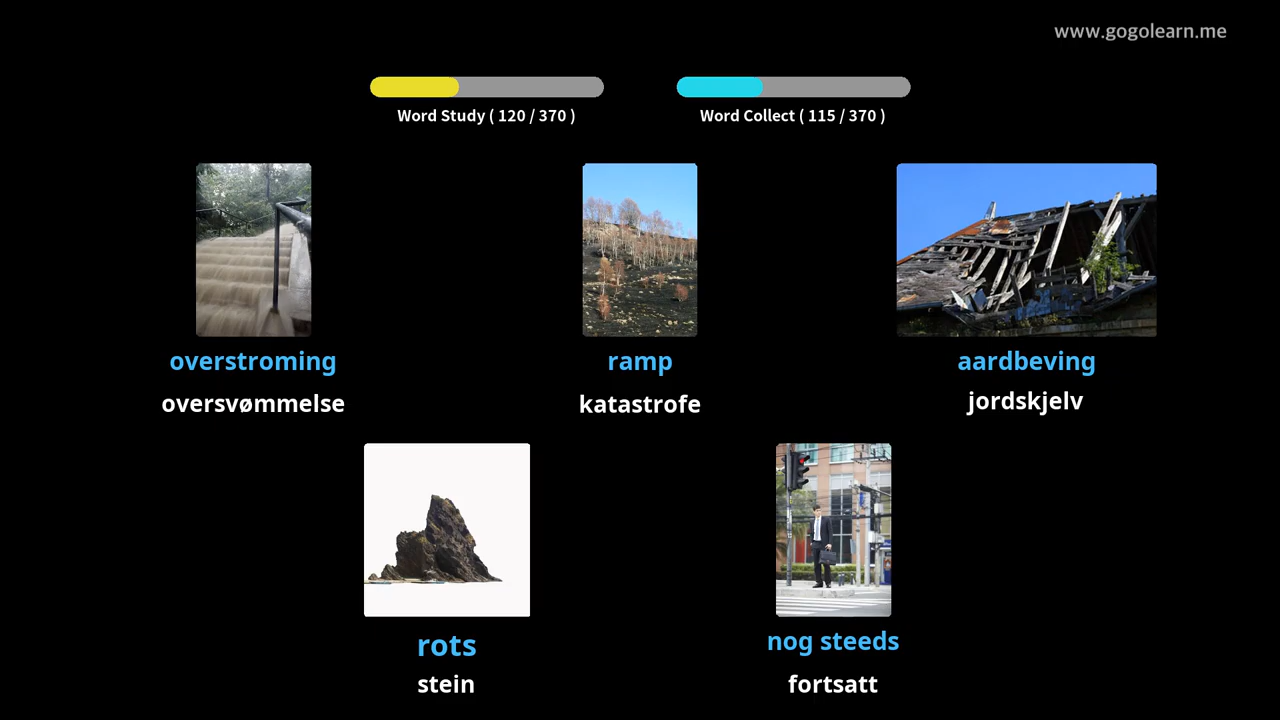 www.gogolearn.me
Word Study ( 120 / 370 )
Word Collect ( 115 / 370 )
overstroming
oversvømmelse
ramp
katastrofe
aardbeving
jordskjelv
rots
stein
nog steeds
fortsatt